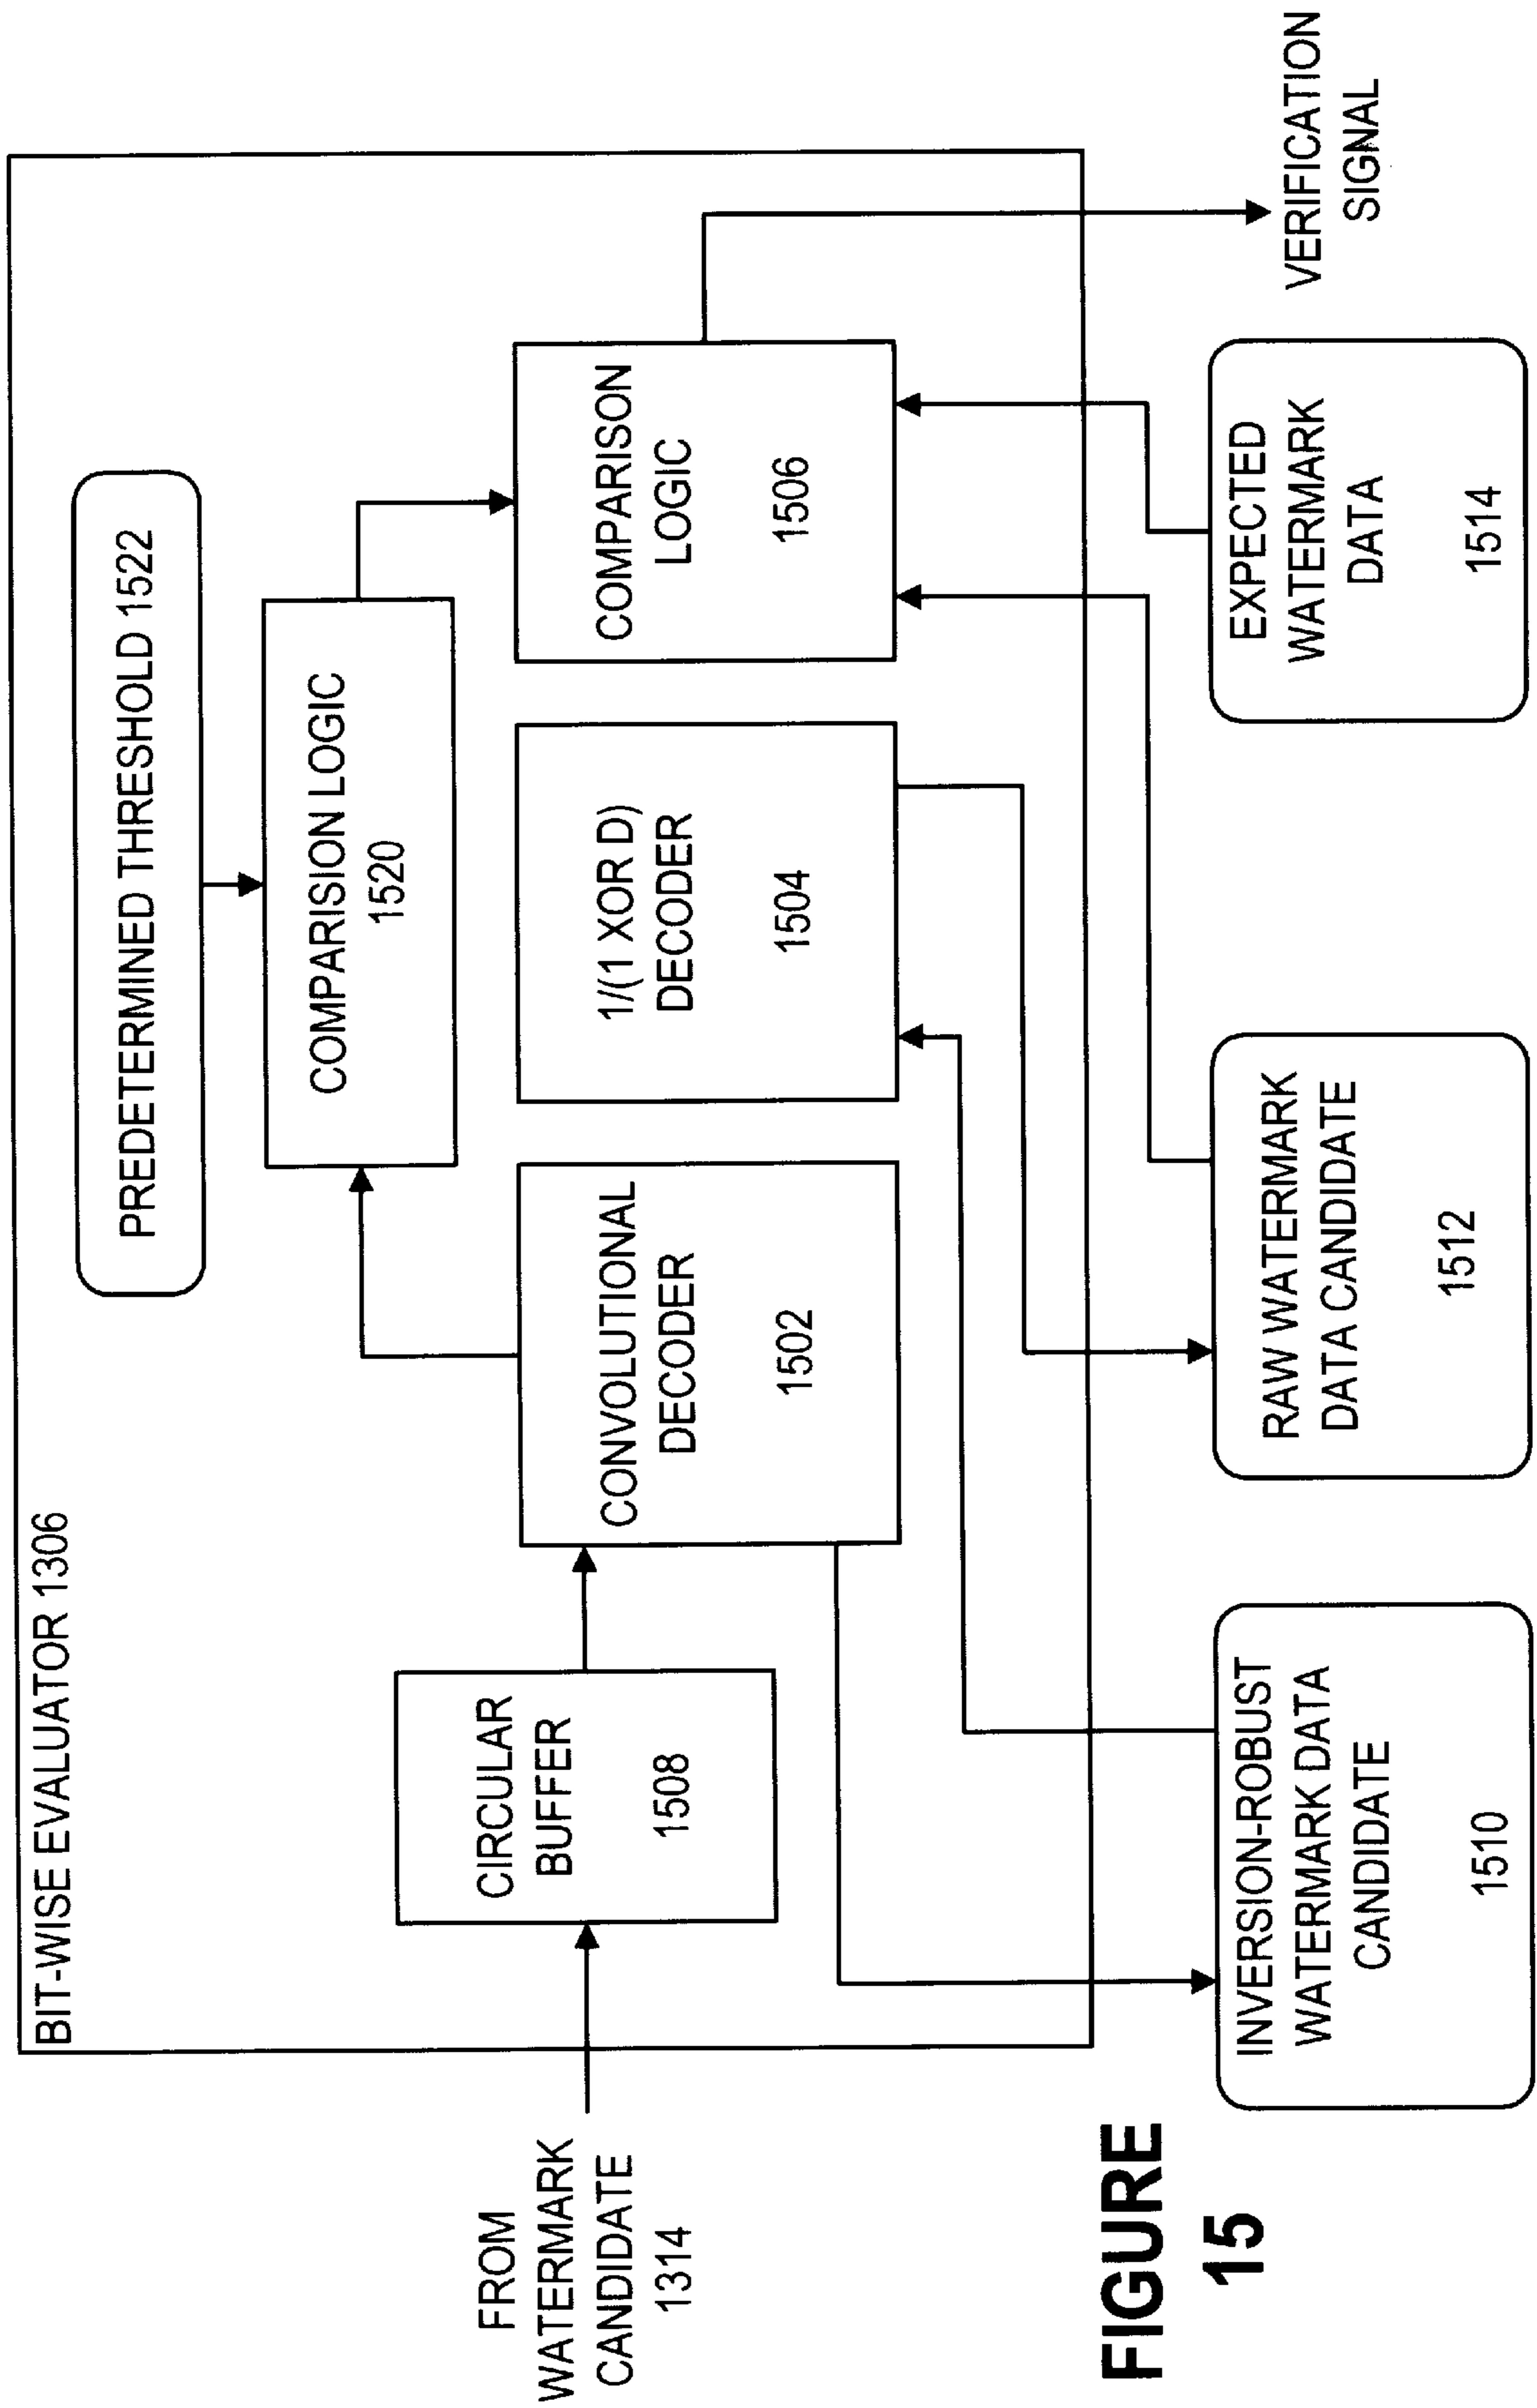 BIT-WISE EVALUATOR 1306
PREDETERMINED THRESHOLD 1522
COMPARISION LOGIC
1520
FROM
WATERMARK
CANDIDATE
1314
CIRCULAR
BUFFER
1508
CONVOLUTIONAL
DECODER
1502
1/(1 XOR D)
DECODER
1504
COMPARISON
LOGIC
1506
INVERSION-ROBUST
WATERMARK DATA
CANDIDATE
1510
RAW WATERMARK
DATA CANDIDATE
1512
EXPECTED
WATERMARK
DATA
1514
VERIFICATION
SIGNAL
FIGURE
15